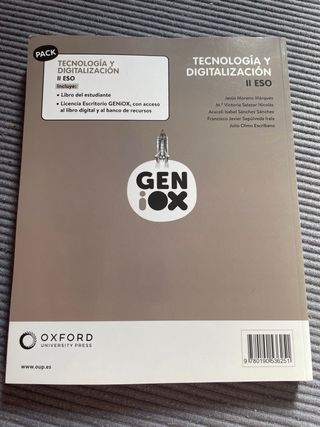 PACK
TECNOLOGÍA Y
DIGITALIZACIÓN
II ESO
Incluye:
• Libro del estudiante
• Licencia Escritorio GENiOX, con acceso
al libro digital y al banco de recursos
TECNOLOGÍA Y
DIGITALIZACIÓN
II ESO
Jesús Moreno Márquez
M.ª Victoria Salazar Nicolás
Araceli Isabel Sánchez Sánchez
Francisco Javier Sepúlveda Irala
Julio Olmo Escribano
GEN
iOX
OXFORD
UNIVERSITY PRESS
www.oup.es
9780190536251